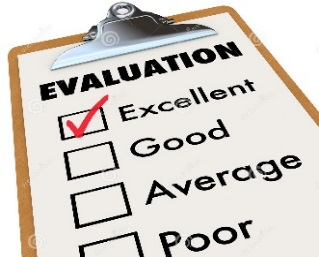 EVALUATION
Excellent
Good
Average
Poor